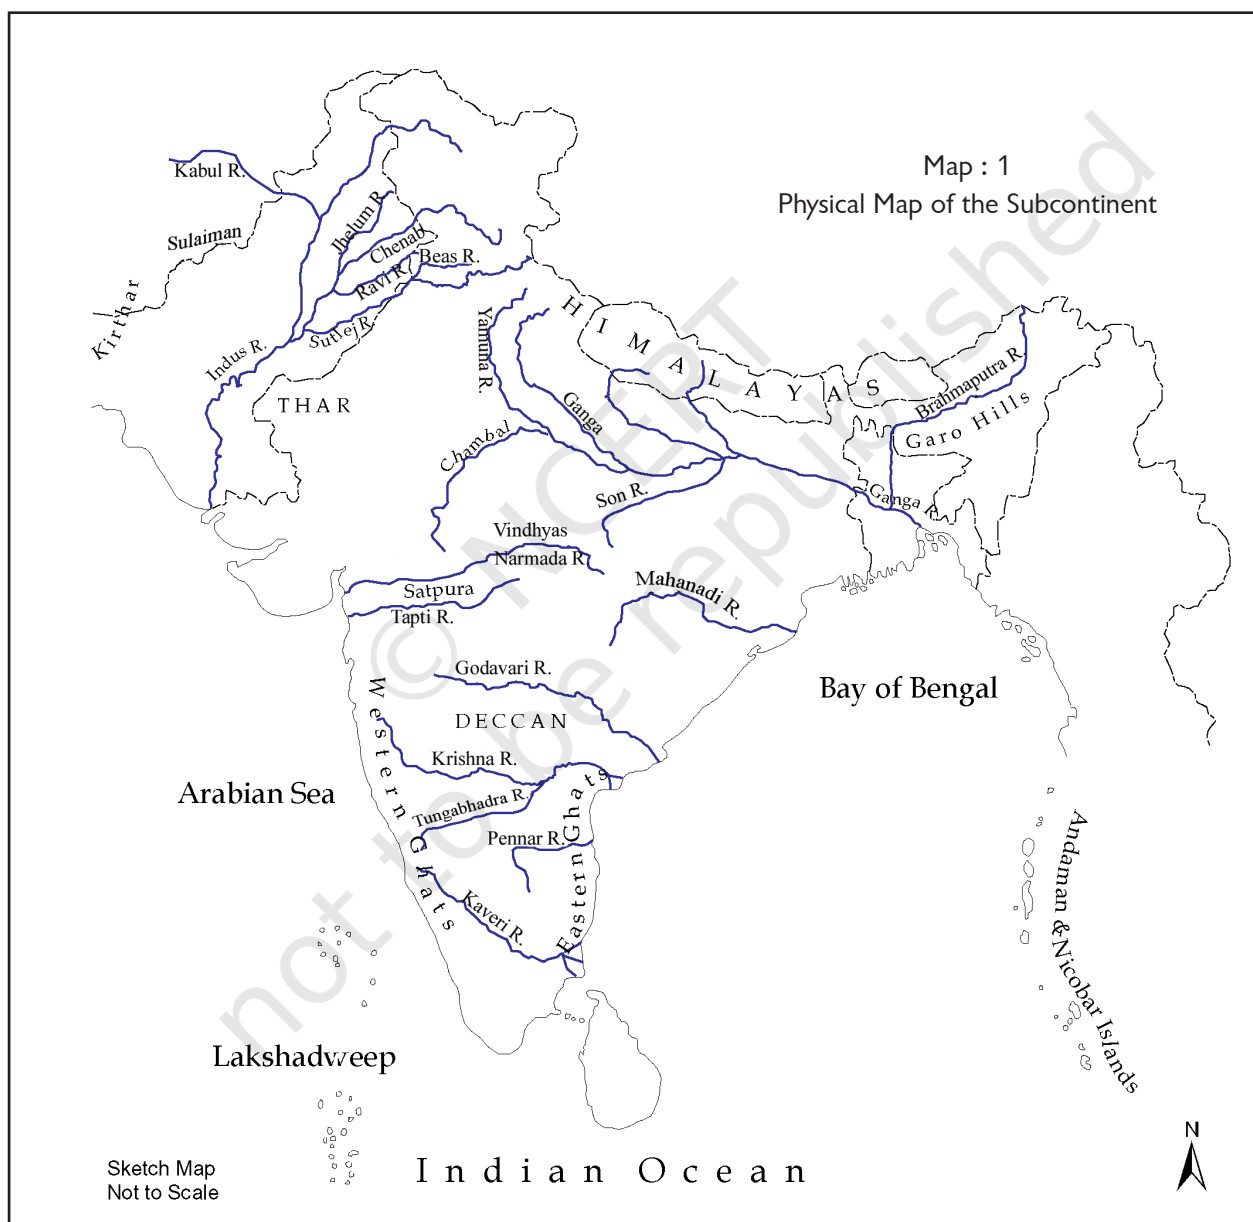 Map : 1
Physical Map of the Subcontinent
Kabul R.
Sulaiman
Kirthar
Jhelum R.
Chenab
Ravi R.
Beas R.
Sutlej R.
Indus R.
THAR
Yamuna R.
Ganga
Chambal
HIMALAYAS
Brahmaputra R.
Garo Hills
Ganga R.
Son R.
Vindhyas
Narmada R.
Satpura
Tapti R.
Mahanadi R.
Godavari R.
DECCAN
Bay of Bengal
Western Ghats
Krishna R.
Arabian Sea
Tungabhadra R.
Pennar R.
Eastern Ghats
Kaveri R.
Andaman & Nicobar Islands
Lakshadweep
Indian Ocean
Sketch Map
Not to Scale
N
© NCERT
not to be republished